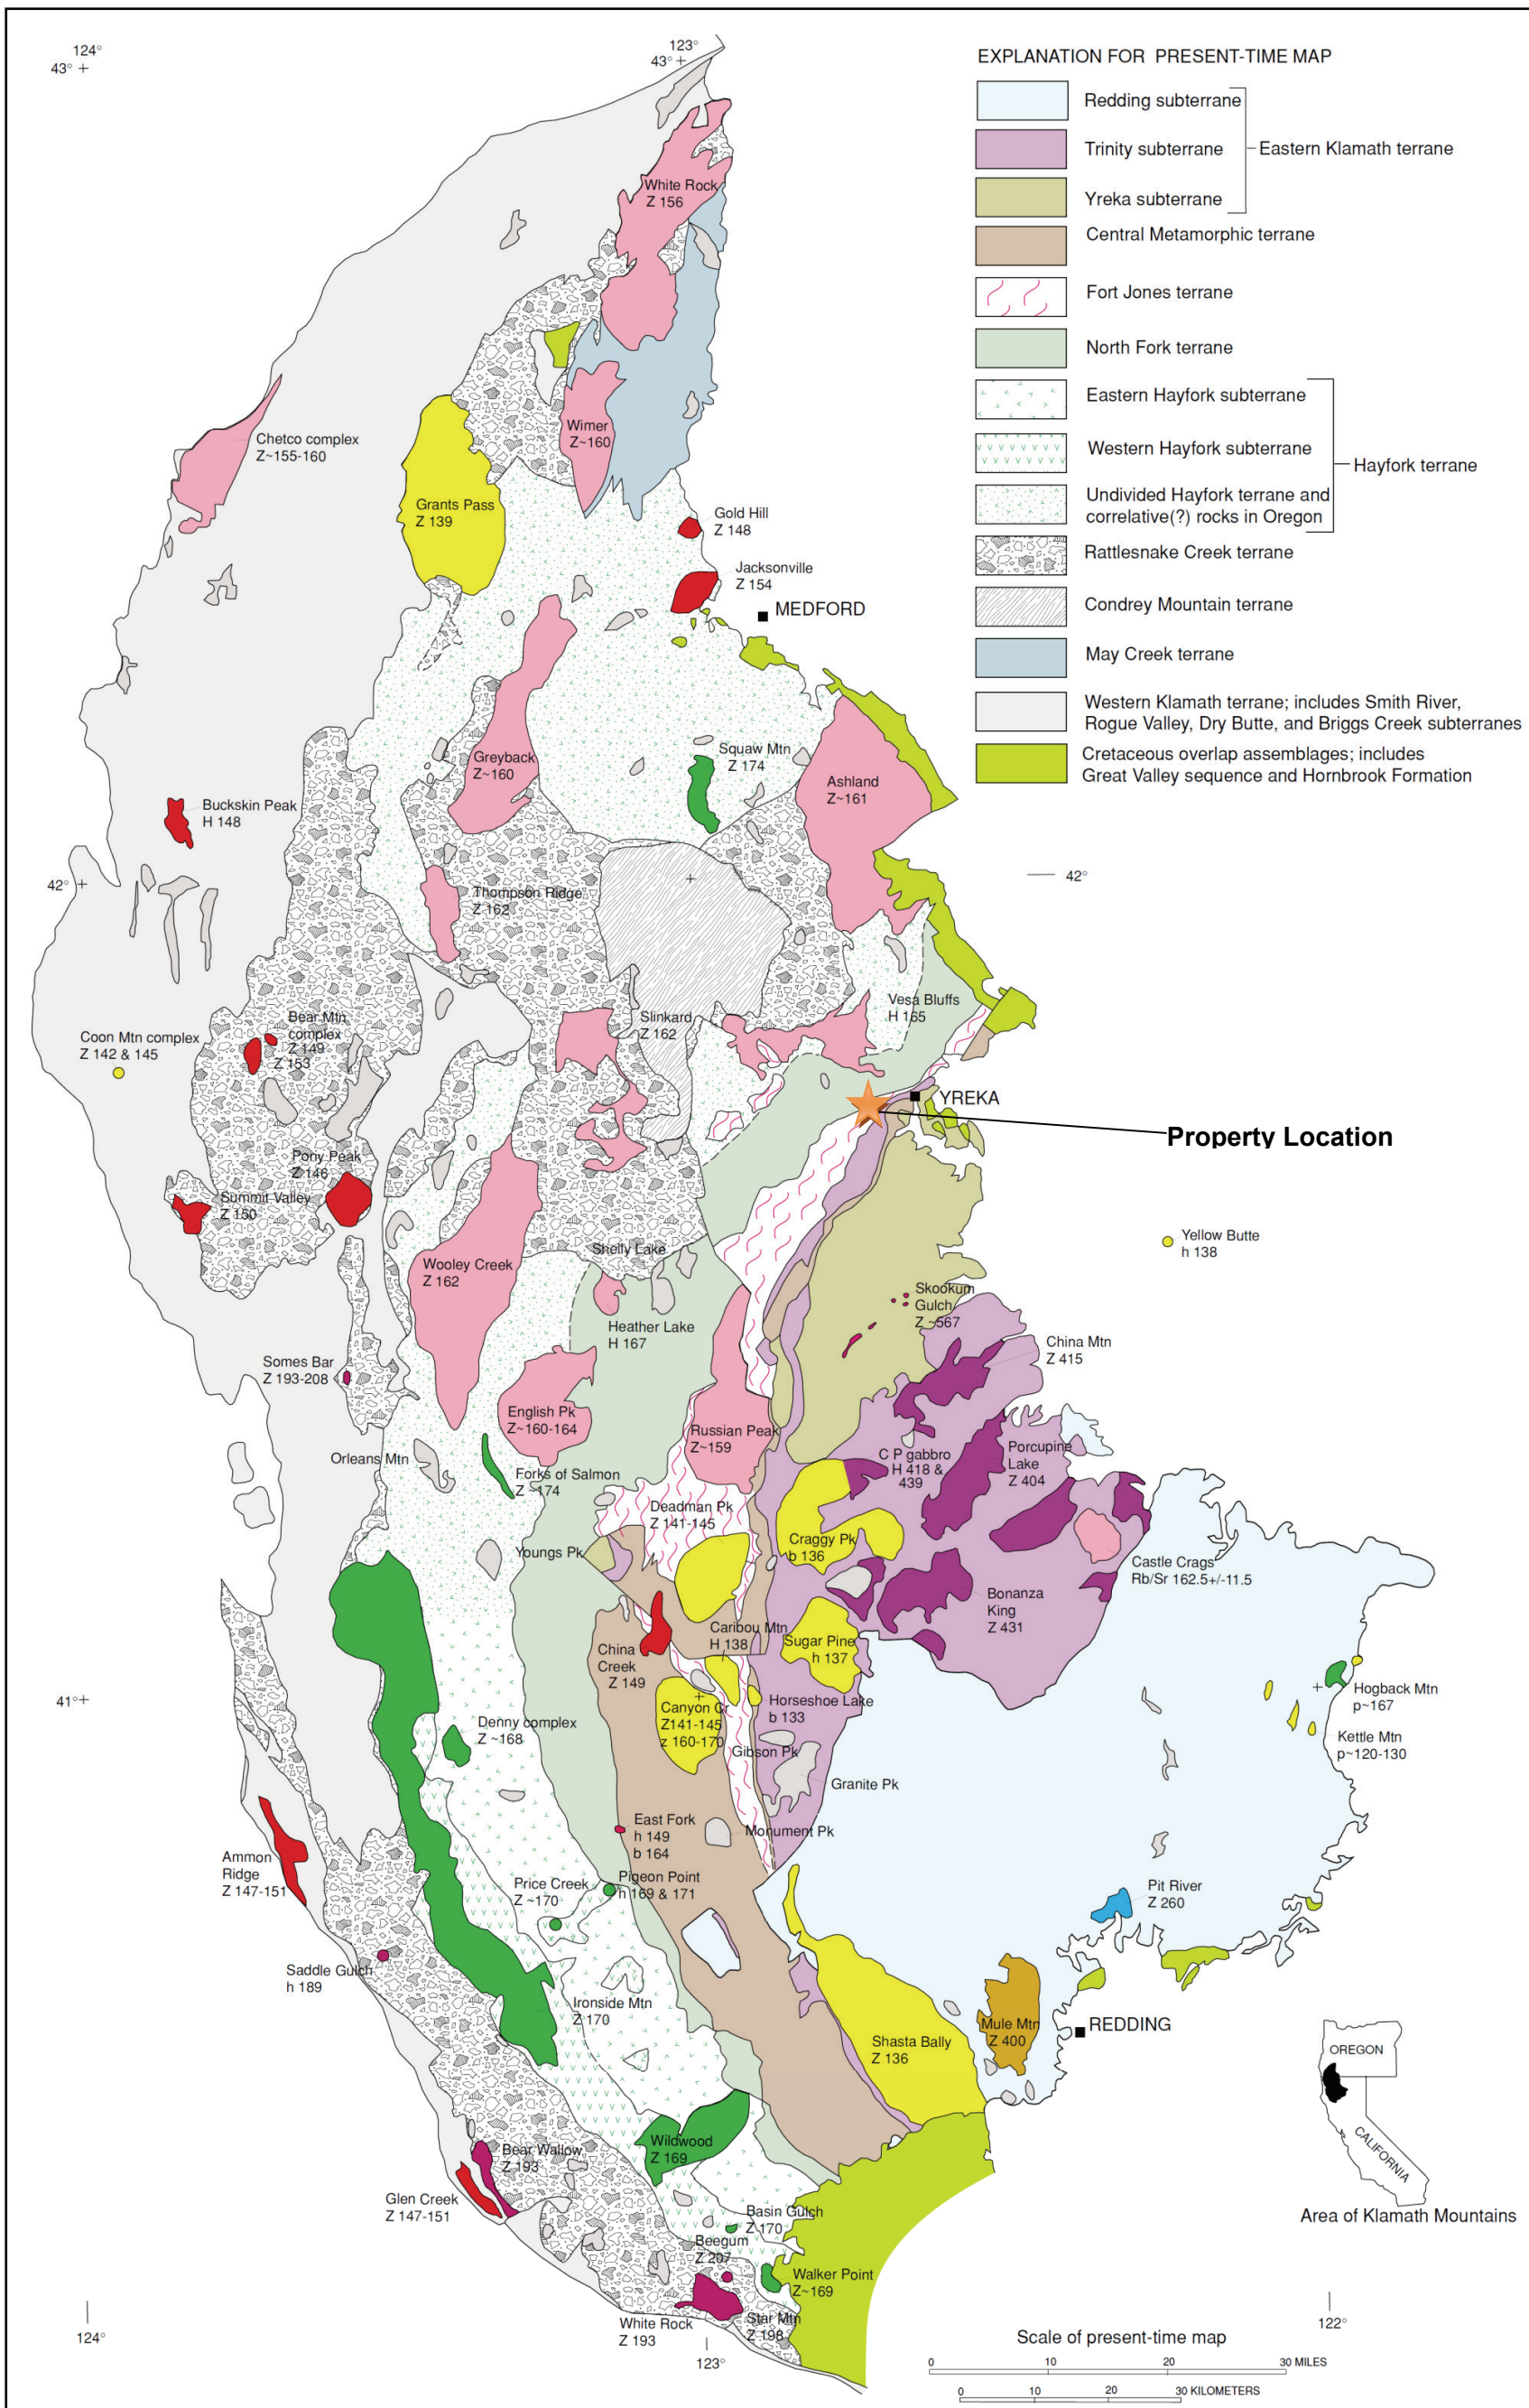 124°
43°
123°
43°
EXPLANATION FOR PRESENT-TIME MAP
Redding subterrane
Trinity subterrane
Eastern Klamath terrane
Yreka subterrane
Central Metamorphic terrane
Fort Jones terrane
North Fork terrane
Eastern Hayfork subterrane
Western Hayfork subterrane
Hayfork terrane
Undivided Hayfork terrane and
correlative(?) rocks in Oregon
Rattlesnake Creek terrane
Condrey Mountain terrane
May Creek terrane
Western Klamath terrane; includes Smith River,
Rogue Valley, Dry Butte, and Briggs Creek subterranes
Cretaceous overlap assemblages; includes
Great Valley sequence and Hornbrook Formation
White Rock
Z 156
Wimer
Z~160
Chetco complex
Z~155-160
Grants Pass
Z 139
Gold Hill
Z 148
Jacksonville
Z 154
MEDFORD
Greyback
Z~160
Squaw Mtn
Z 174
Ashland
Z~161
Buckskin Peak
H 148
42°
42°
Thompson Ridge
Z 162
Vesa Bluffs
H 165
Slinkard
Z 162
Bear Mtn
complex
Z 149
Z 153
Coon Mtn complex
Z 142 & 145
YREKA
Property Location
Pony Peak
Z 146
Summit Valley
Z 150
Yellow Butte
h 138
Wooley Creek
Z 162
Shelly Lake
Heather Lake
H 167
Skookum
Gulch
Z ~567
China Mtn
Z 415
Somes Bar
Z 193-208
English Pk
Z~160-164
Russian Peak
Z~159
C P gabbro
H 418 &
439
Porcupine
Lake
Z 404
Orleans Mtn
Forks of Salmon
Z ~174
Deadman Pk
Z 141-145
Craggy Pk
b 136
Youngs Pk
Castle Crags
Rb/Sr 162.5+/-11.5
Bonanza
King
Z 431
Caribou Mtn
H 138
Sugar Pine
h 137
China
Creek
Z 149
41°
Canyon Cr
Z141-145
z 160-170
Horseshoe Lake
b 133
Hogback Mtn
p~167
Denny complex
Z ~168
Gibson Pk
Kettle Mtn
p~120-130
Granite Pk
East Fork
h 149
b 164
Monument Pk
Ammon
Ridge
Z 147-151
Price Creek
Z ~170
Pigeon Point
h 169 & 171
Pit River
Z 260
Saddle Gulch
h 189
Ironside Mtn
Z 170
Shasta Bally
Z 136
Mule Mtn
Z 400
REDDING
OREGON
CALIFORNIA
Area of Klamath Mountains
Wildwood
Z 169
Bear Wallow
Z 193
Glen Creek
Z 147-151
Basin Gulch
Z 170
Beegum
Z 207
Walker Point
Z~169
White Rock
Z 193
Star Mtn
Z 198
124°
123°
122°
Scale of present-time map
0 10 20 30 MILES
0 10 20 30 KILOMETERS